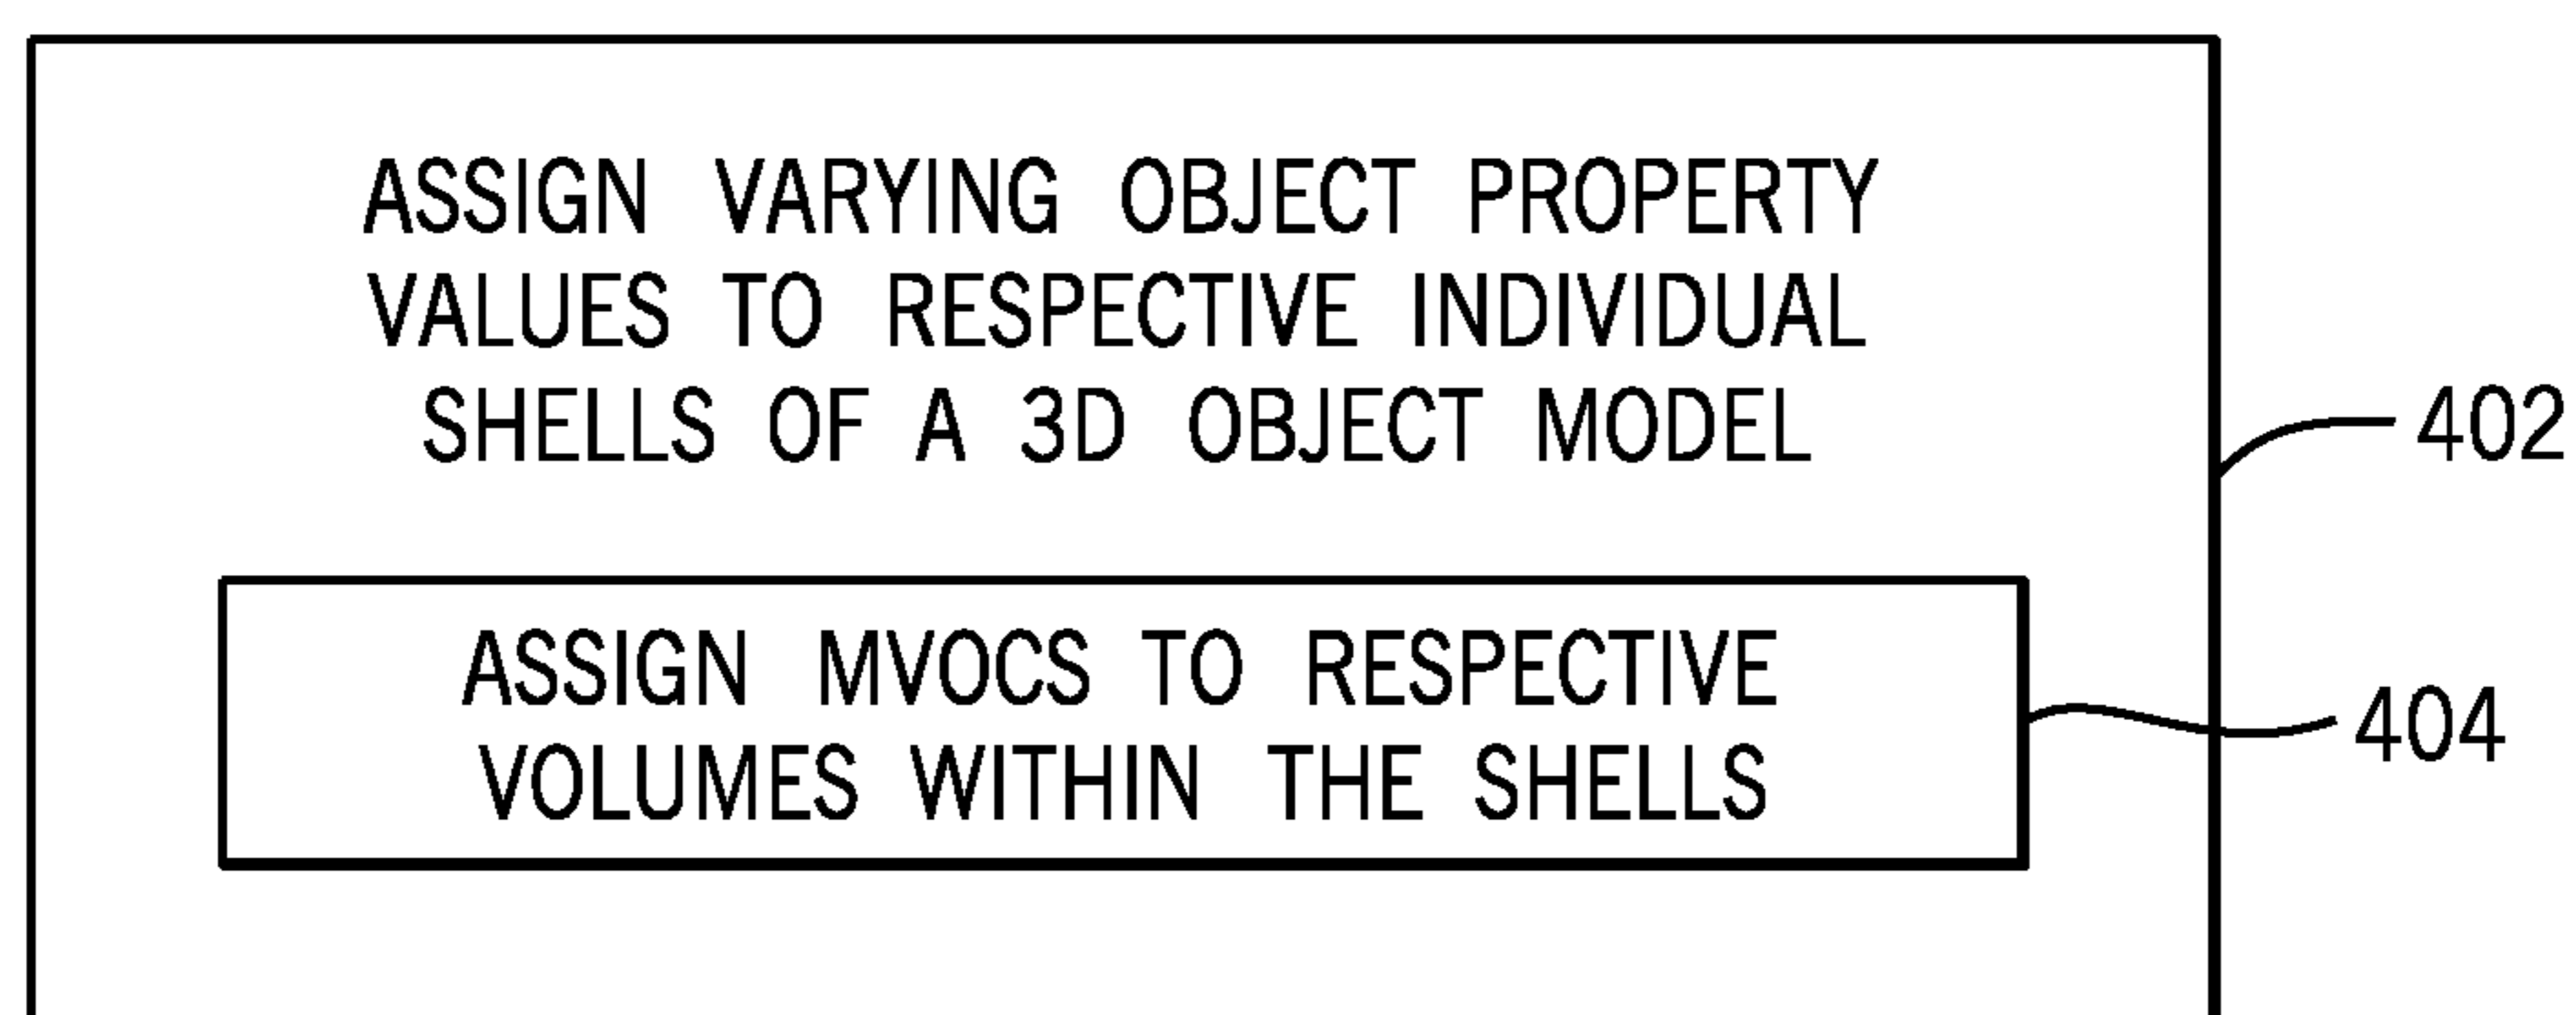 ASSIGN VARYING OBJECT PROPERTY
VALUES TO RESPECTIVE INDIVIDUAL
SHELLS OF A 3D OBJECT MODEL
402
ASSIGN MVOCS TO RESPECTIVE
VOLUMES WITHIN THE SHELLS
404